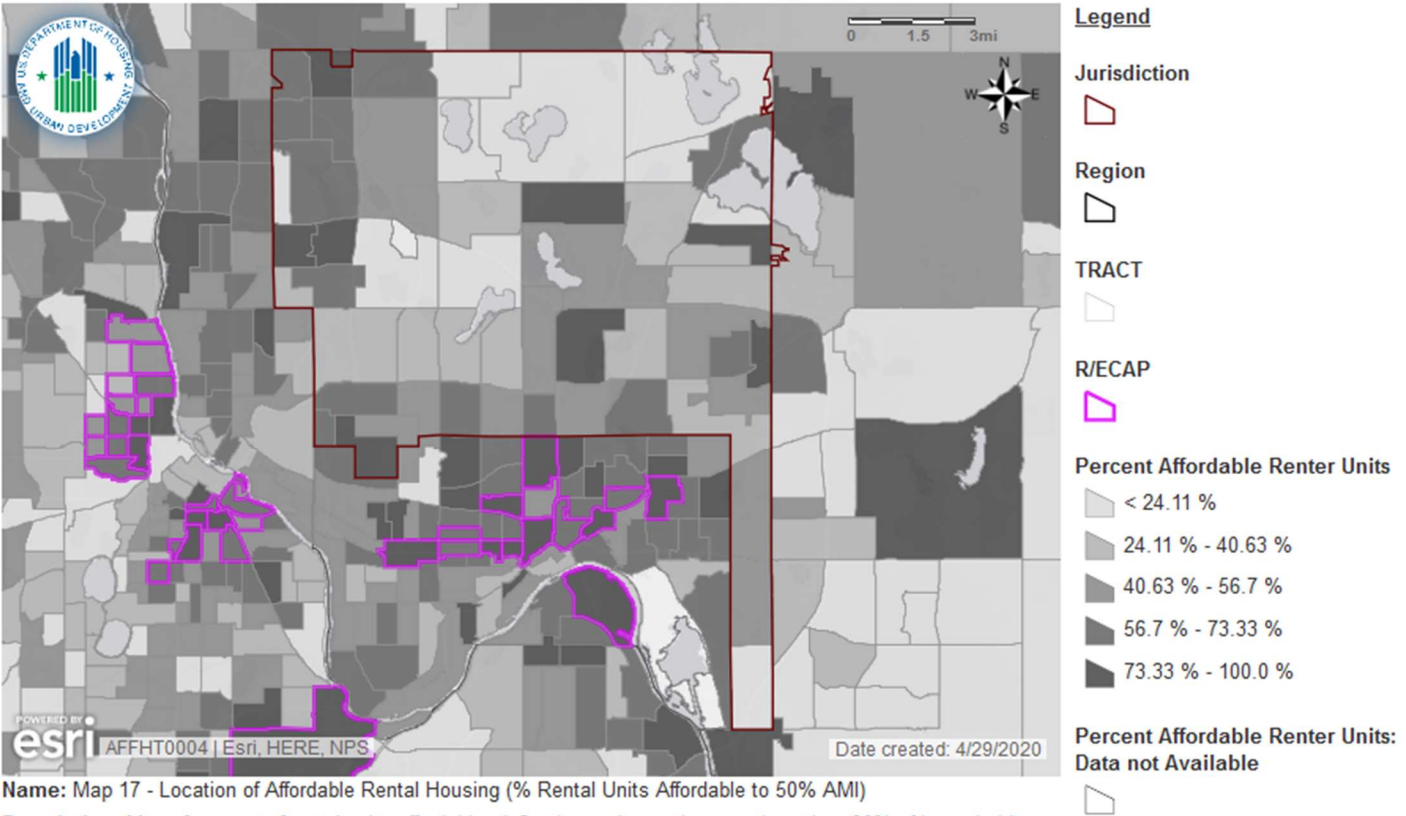 U.S. DEPARTMENT OF HOUSING
AND URBAN DEVELOPMENT
0 1.5 3mi
N
W E
S
Legend
Jurisdiction
Region
TRACT
R/ECAP
Percent Affordable Renter Units
< 24.11 %
24.11 % - 40.63 %
40.63 % - 56.7 %
56.7 % - 73.33 %
73.33 % - 100.0 %
Percent Affordable Renter Units:
Data not Available
POWERED BY
esri
AFFHT0004 | Esri, HERE, NPS
Date created: 4/29/2020
Name: Map 17 - Location of Affordable Rental Housing (% Rental Units Affordable to 50% AMI)